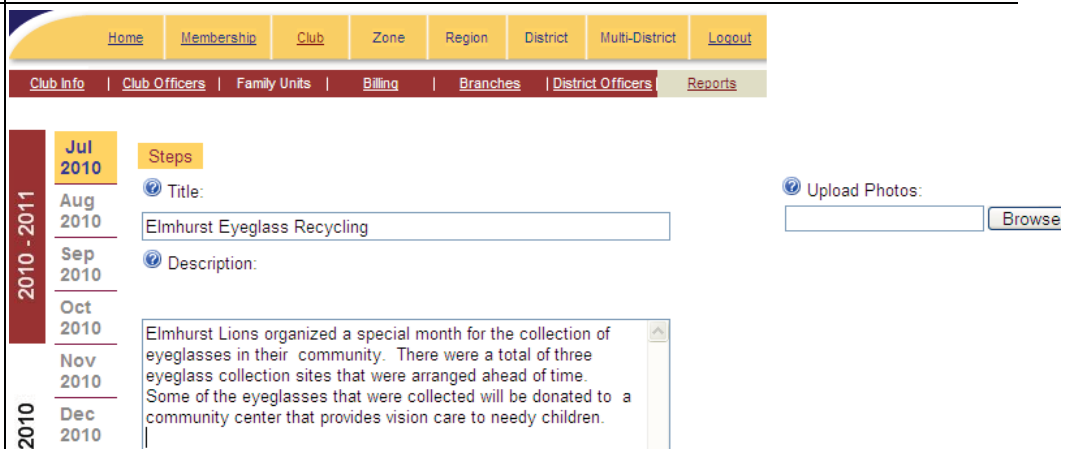 Home Membership Club Zone Region District Multi-District Logout
Club Info | Club Officers | Family Units | Billing | Branches | District Officers | Reports
2010 - 2011
2010
Jul
2010
Aug
2010
Sep
2010
Oct
2010
Nov
2010
Dec
2010
Steps
Title:
Elmhurst Eyeglass Recycling
Description:
Elmhurst Lions organized a special month for the collection of
eyeglasses in their  community.  There were a total of three
eyeglass collection sites that were arranged ahead of time.
Some of the eyeglasses that were collected will be donated to  a
community center that provides vision care to needy children.
Upload Photos:
Browse